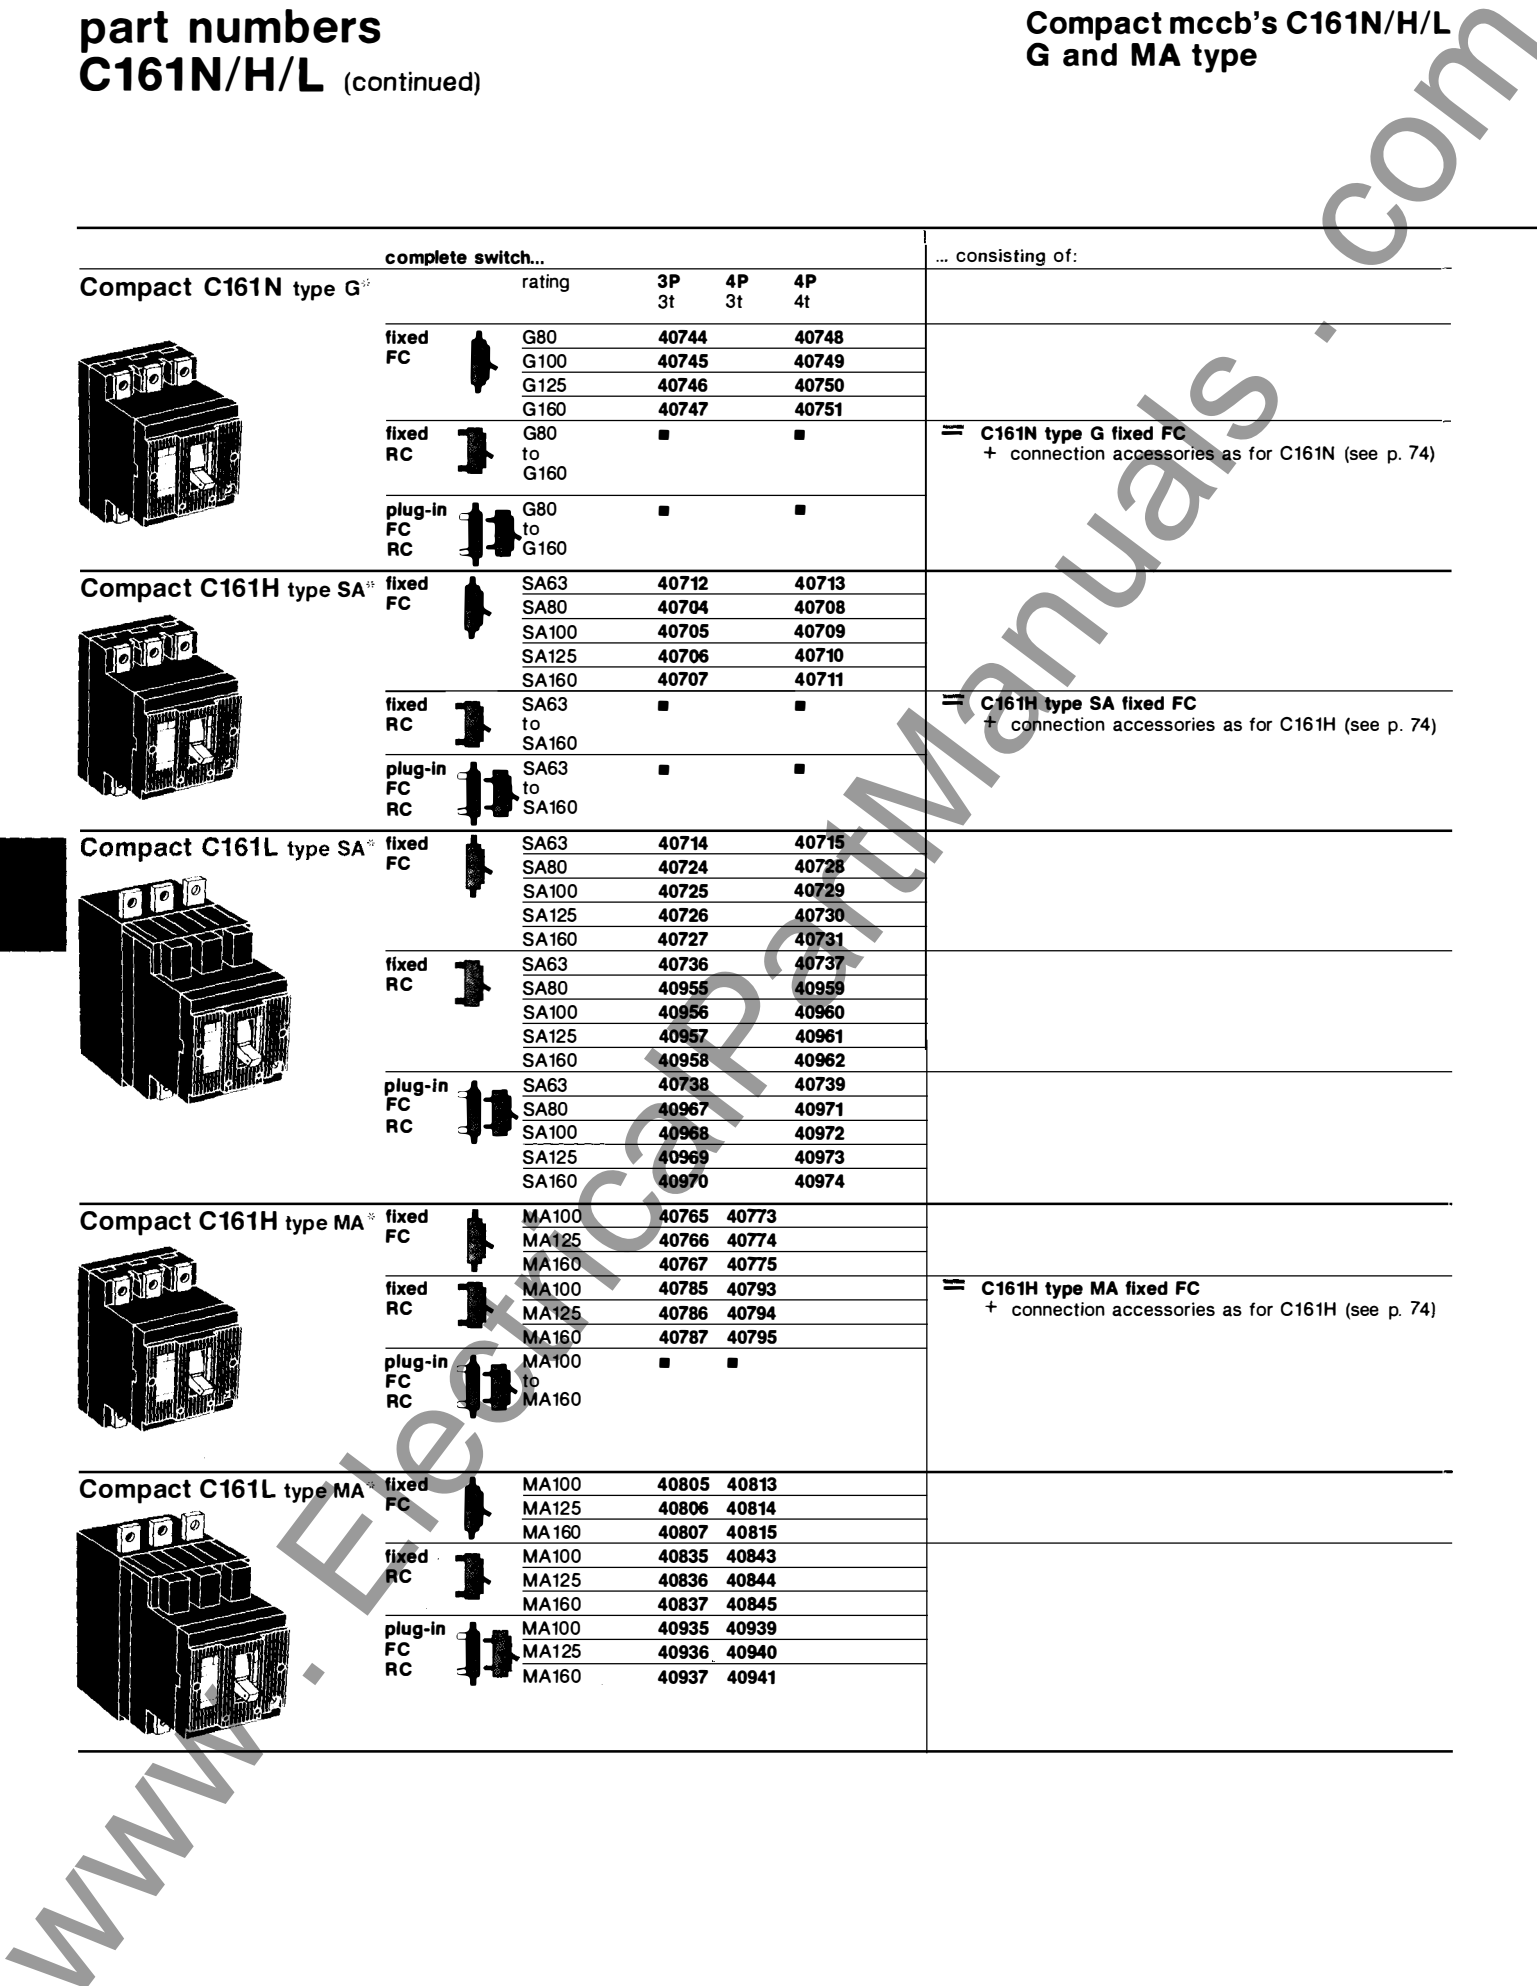 part numbers
C161N/H/L (continued)
Compact mccb's C161N/H/L
G and MA type
complete switch...
... consisting of:
Compact C161N type G*
rating 3P 4P 4P
3t 3t 4t
fixed FC
G80 40744 40748
G100 40745 40749
G125 40746 40750
G160 40747 40751
fixed RC
G80 to G160 ■ ■
= C161N type G fixed FC
+ connection accessories as for C161N (see p. 74)
plug-in FC RC
G80 to G160 ■ ■
Compact C161H type SA*
fixed FC
SA63 40712 40713
SA80 40704 40708
SA100 40705 40709
SA125 40706 40710
SA160 40707 40711
fixed RC
SA63 to SA160 ■ ■
= C161H type SA fixed FC
+ connection accessories as for C161H (see p. 74)
plug-in FC RC
SA63 to SA160 ■ ■
Compact C161L type SA*
fixed FC
SA63 40714 40715
SA80 40724 40728
SA100 40725 40729
SA125 40726 40730
SA160 40727 40731
fixed RC
SA63 40736 40737
SA80 40955 40959
SA100 40956 40960
SA125 40957 40961
SA160 40958 40962
plug-in FC RC
SA63 40738 40739
SA80 40967 40971
SA100 40968 40972
SA125 40969 40973
SA160 40970 40974
Compact C161H type MA*
fixed FC
MA100 40765 40773
MA125 40766 40774
MA160 40767 40775
fixed RC
MA100 40785 40793
MA125 40786 40794
MA160 40787 40795
= C161H type MA fixed FC
+ connection accessories as for C161H (see p. 74)
plug-in FC RC
MA100 to MA160 ■ ■
Compact C161L type MA*
fixed FC
MA100 40805 40813
MA125 40806 40814
MA160 40807 40815
fixed RC
MA100 40835 40843
MA125 40836 40844
MA160 40837 40845
plug-in FC RC
MA100 40935 40939
MA125 40936 40940
MA160 40937 40941
www.ElectricalPartManuals.com